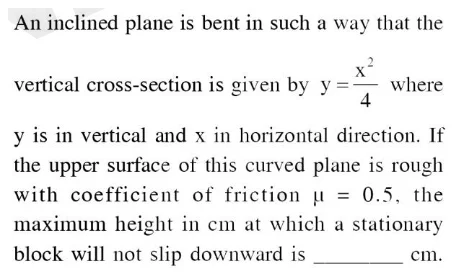 An inclined plane is bent in such a way that the
vertical cross-section is given by y = x²/4 where
y is in vertical and x in horizontal direction. If
the upper surface of this curved plane is rough
with coefficient of friction μ = 0.5, the
maximum height in cm at which a stationary
block will not slip downward is ________ cm.